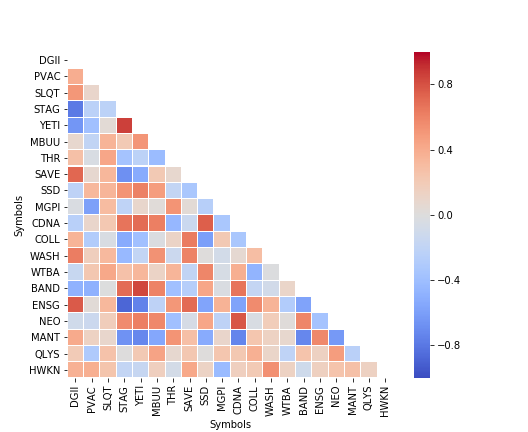 DGII
PVAC
SLQT
STAG
YETI
MBUU
THR
SAVE
SSD
MGPI
CDNA
COLL
WASH
WTBA
BAND
ENSG
NEO
MANT
QLYS
HWKN
Symbols
DGII PVAC SLQT STAG YETI MBUU THR SAVE SSD MGPI CDNA COLL WASH WTBA BAND ENSG NEO MANT QLYS HWKN
Symbols
0.8
0.4
0.0
−0.4
−0.8